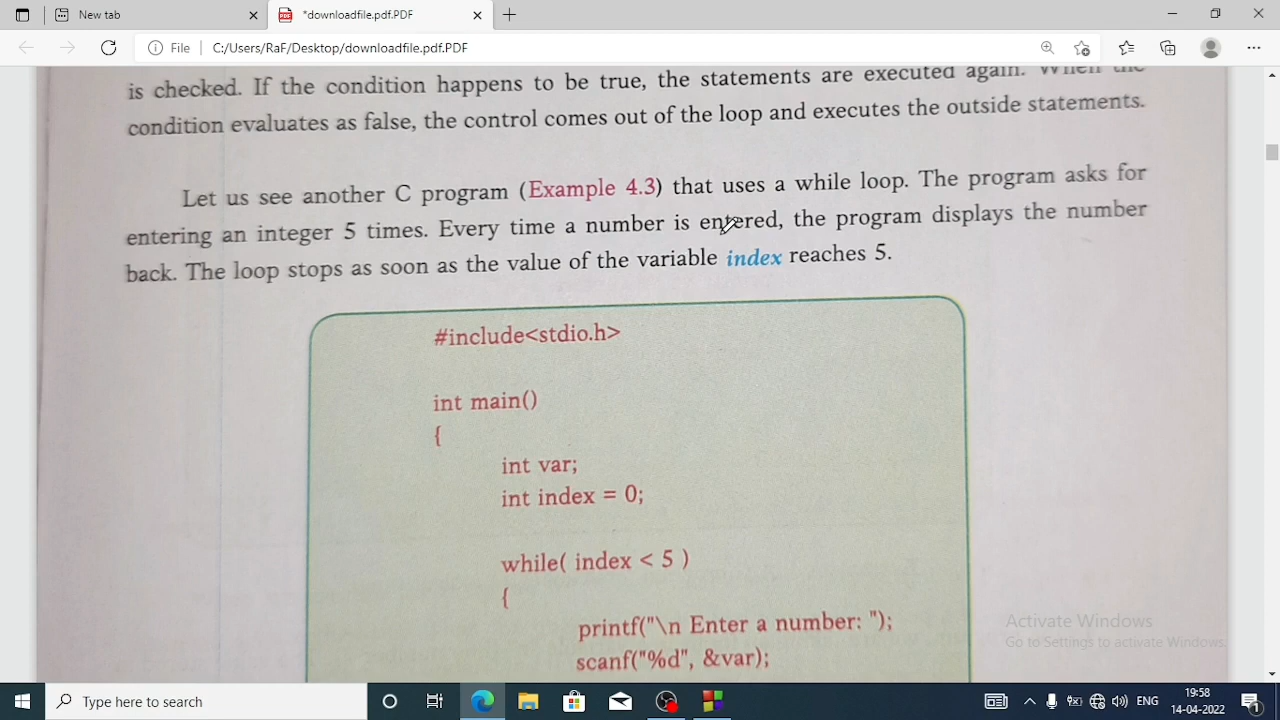 New tab
*downloadfile.pdf.PDF
File
C:/Users/RaF/Desktop/downloadfile.pdf.PDF
is checked. If the condition happens to be true, the statements are executed again. When the
condition evaluates as false, the control comes out of the loop and executes the outside statements.
Let us see another C program (Example 4.3) that uses a while loop. The program asks for
entering an integer 5 times. Every time a number is entered, the program displays the number
back. The loop stops as soon as the value of the variable index reaches 5.
#include<stdio.h>
int main()
{
int var;
int index = 0;
while( index < 5 )
{
printf("\n Enter a number: ");
scanf("%d", &var);
Activate Windows
Go to Settings to activate Windows.
Type here to search
ENG
19:58
14-04-2022
1